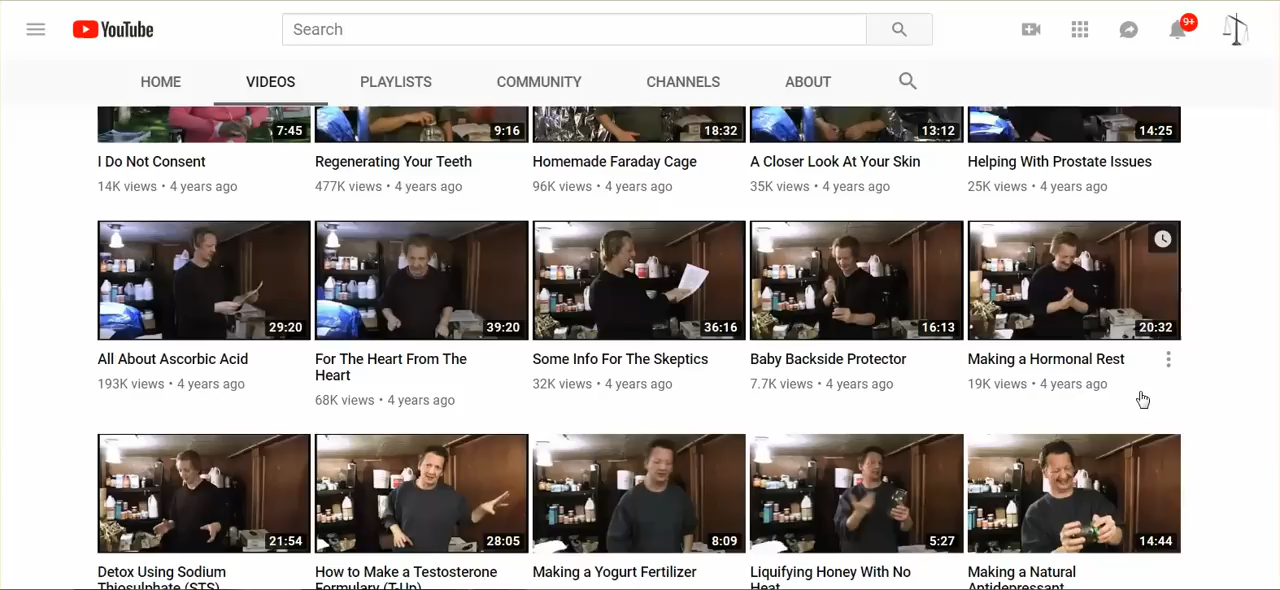 YouTube
Search
9+
HOME VIDEOS PLAYLISTS COMMUNITY CHANNELS ABOUT
7:45 9:16 18:32 13:12 14:25
I Do Not Consent
14K views • 4 years ago
Regenerating Your Teeth
477K views • 4 years ago
Homemade Faraday Cage
96K views • 4 years ago
A Closer Look At Your Skin
35K views • 4 years ago
Helping With Prostate Issues
25K views • 4 years ago
29:20 39:20 36:16 16:13 20:32
All About Ascorbic Acid
193K views • 4 years ago
For The Heart From The
Heart
68K views • 4 years ago
Some Info For The Skeptics
32K views • 4 years ago
Baby Backside Protector
7.7K views • 4 years ago
Making a Hormonal Rest
19K views • 4 years ago
21:54 28:05 8:09 5:27 14:44
Detox Using Sodium
Thiosulphate (STS)
How to Make a Testosterone
Formulary (T-Up)
Making a Yogurt Fertilizer
Liquifying Honey With No
Heat
Making a Natural
Antidepressant